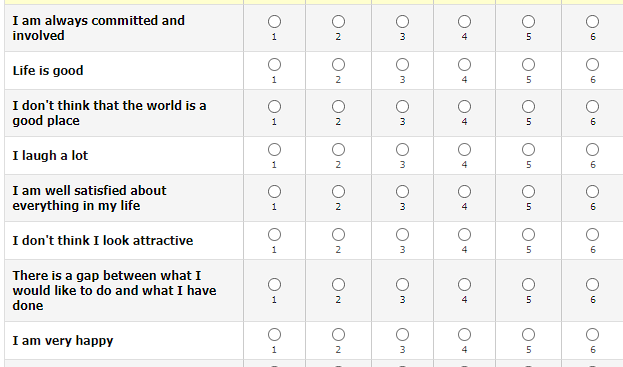 I am always committed and
involved
1 2 3 4 5 6
Life is good
1 2 3 4 5 6
I don't think that the world is a
good place
1 2 3 4 5 6
I laugh a lot
1 2 3 4 5 6
I am well satisfied about
everything in my life
1 2 3 4 5 6
I don't think I look attractive
1 2 3 4 5 6
There is a gap between what I
would like to do and what I have
done
1 2 3 4 5 6
I am very happy
1 2 3 4 5 6